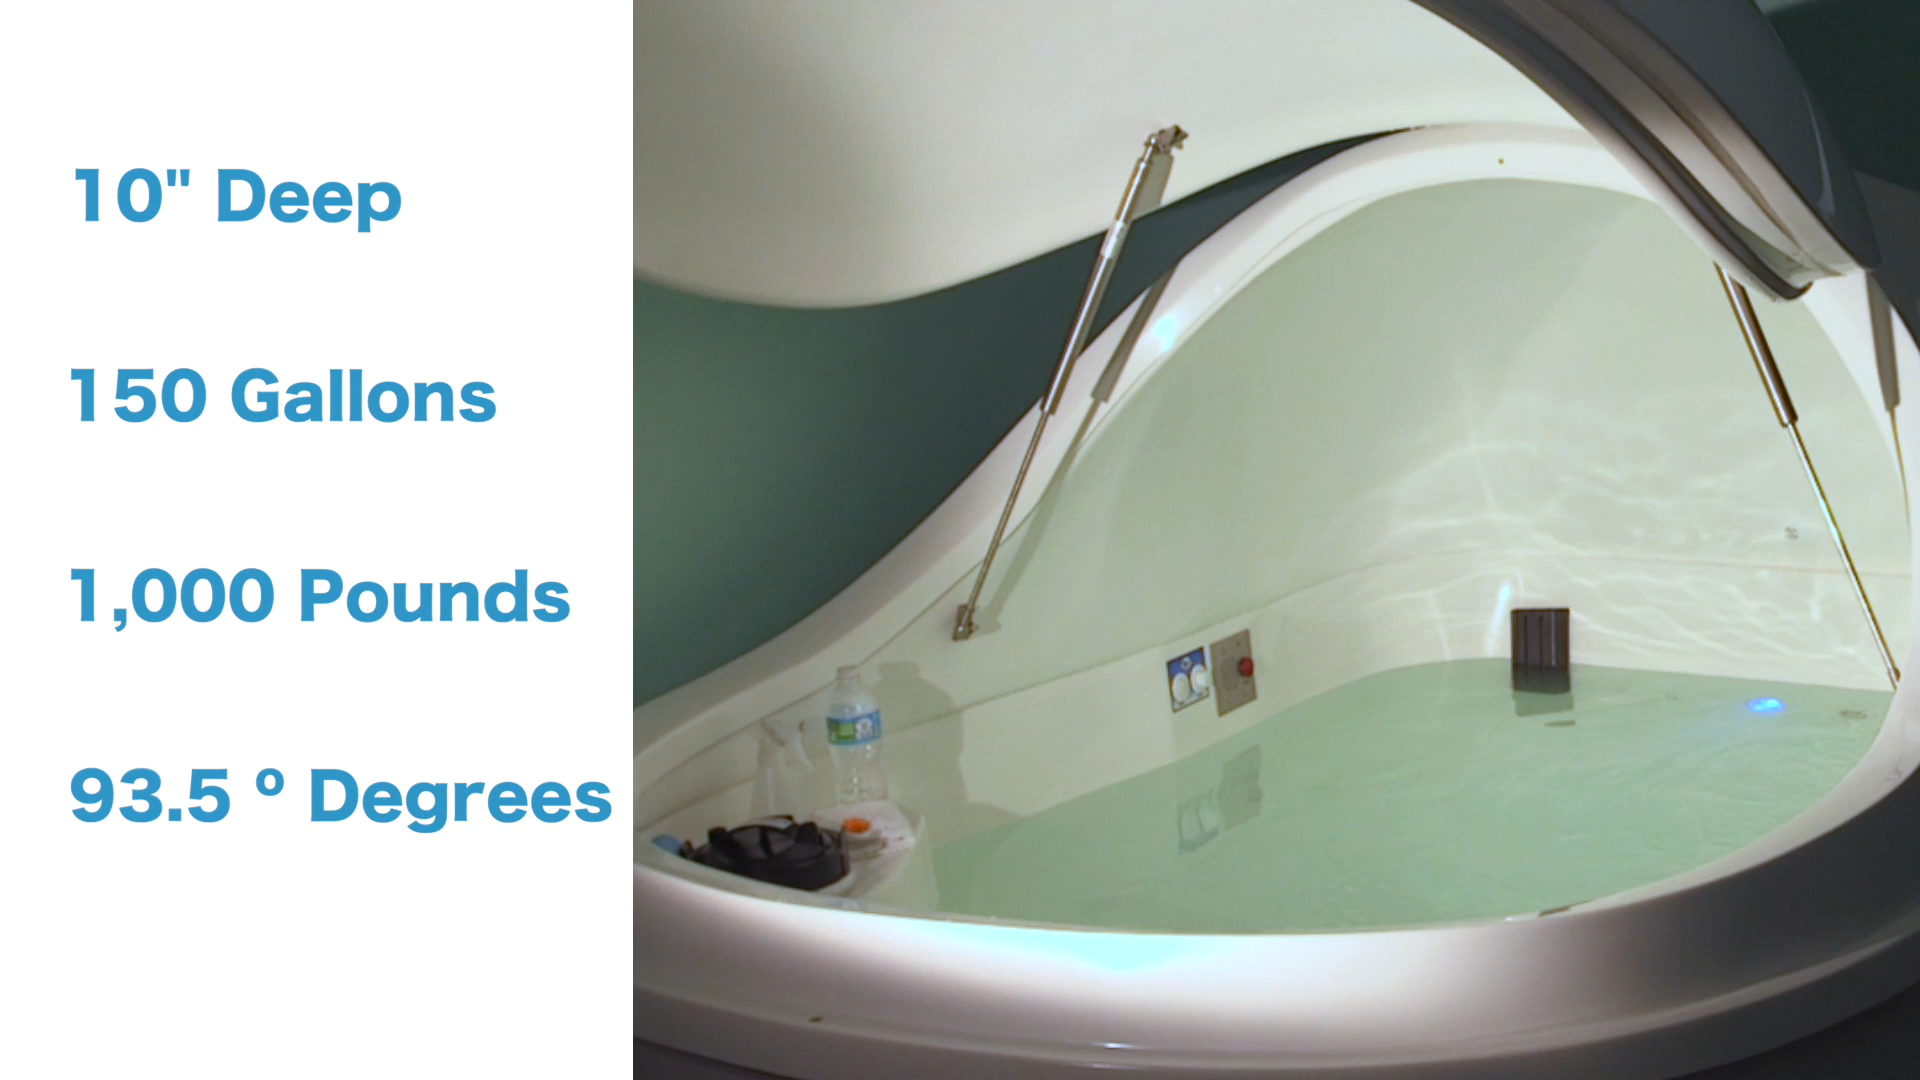 10" Deep
150 Gallons
1,000 Pounds
93.5 º Degrees